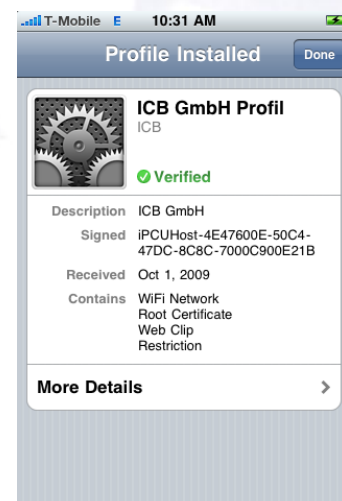 T-Mobile E 10:31 AM
Profile Installed
Done
ICB GmbH Profil
ICB
Verified
Description ICB GmbH
Signed iPCUHost-4E47600E-50C4-
47DC-8C8C-7000C900E21B
Received Oct 1, 2009
Contains WiFi Network
Root Certificate
Web Clip
Restriction
More Details